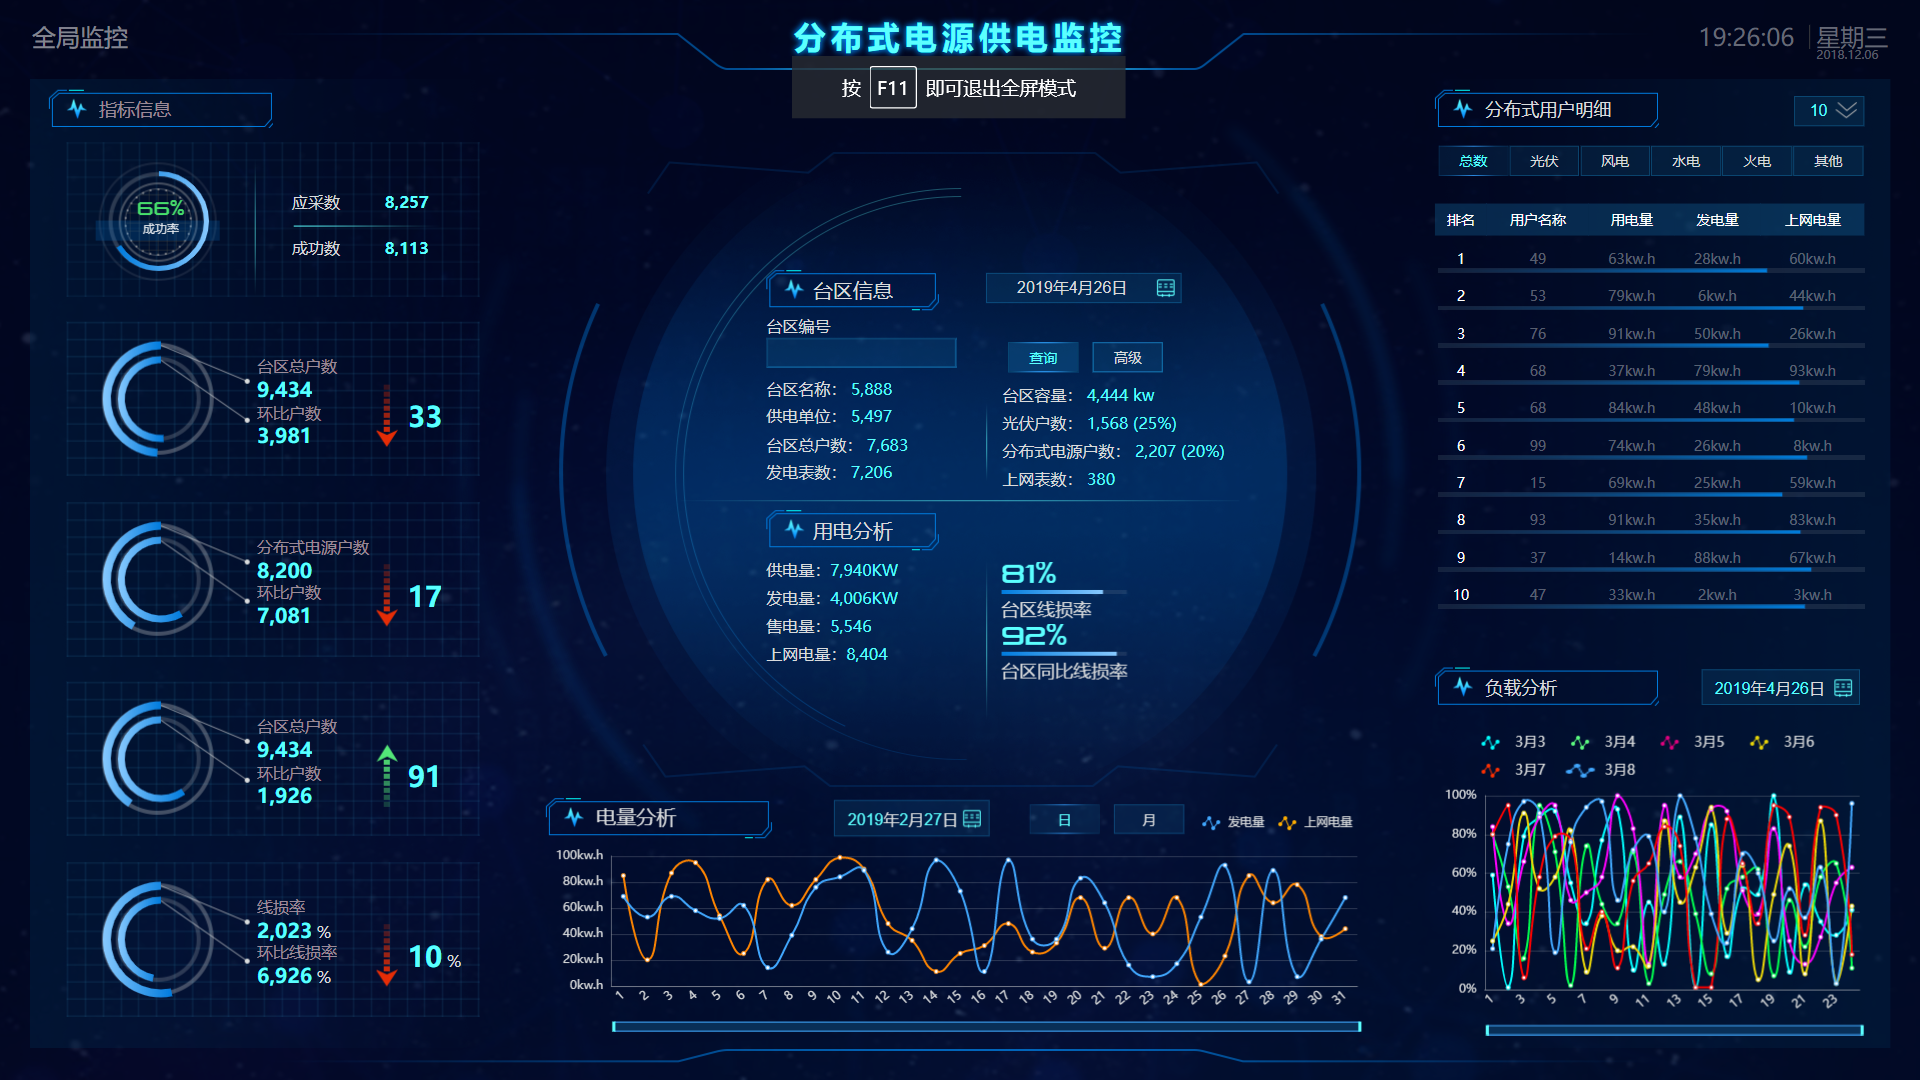 全局监控
分布式电源供电监控
19:26:06 星期三
2018.12.06
按 F11 即可退出全屏模式
指标信息
66%
成功率
应采数 8,257
成功数 8,113
台区总户数
9,434
环比户数
3,981
33
分布式电源户数
8,200
环比户数
7,081
17
台区总户数
9,434
环比户数
1,926
91
线损率
2,023 %
环比线损率
6,926 %
10 %
台区信息
2019年4月26日
台区编号
查询 高级
台区名称: 5,888
供电单位: 5,497
台区总户数: 7,683
发电表数: 7,206
台区容量: 4,444 kw
光伏户数: 1,568 (25%)
分布式电源户数: 2,207 (20%)
上网表数: 380
用电分析
供电量: 7,940KW
发电量: 4,006KW
售电量: 5,546
上网电量: 8,404
81%
台区线损率
92%
台区同比线损率
电量分析
2019年2月27日
日 月
发电量 上网电量
100kw.h
80kw.h
60kw.h
40kw.h
20kw.h
0kw.h
1 2 3 4 5 6 7 8 9 10 11 12 13 14 15 16 17 18 19 20 21 22 23 24 25 26 27 28 29 30 31
分布式用户明细
10
总数 光伏 风电 水电 火电 其他
排名 用户名称 用电量 发电量 上网电量
1 49 63kw.h 28kw.h 60kw.h
2 53 79kw.h 6kw.h 44kw.h
3 76 91kw.h 50kw.h 26kw.h
4 68 37kw.h 79kw.h 93kw.h
5 68 84kw.h 48kw.h 10kw.h
6 99 74kw.h 26kw.h 8kw.h
7 15 69kw.h 25kw.h 59kw.h
8 93 91kw.h 35kw.h 83kw.h
9 37 14kw.h 88kw.h 67kw.h
10 47 33kw.h 2kw.h 3kw.h
负载分析
2019年4月26日
3月3 3月4 3月5 3月6
3月7 3月8
100%
80%
60%
40%
20%
0%
1 3 5 7 9 11 13 15 17 19 21 23